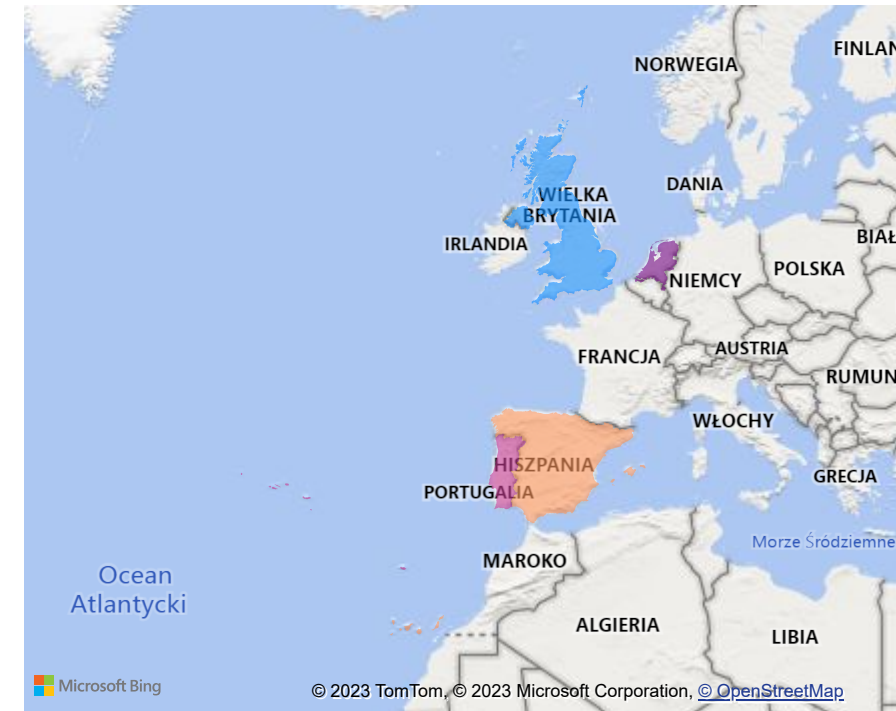 FINLAN
NORWEGIA
DANIA
WIELKA
BRYTANIA
IRLANDIA
BIAŁ
POLSKA
NIEMCY
AUSTRIA
FRANCJA
RUMUN
WŁOCHY
HISZPANIA
GRECJA
PORTUGALIA
Morze Śródziemne
MAROKO
Ocean
Atlantycki
ALGIERIA
LIBIA
Microsoft Bing
© 2023 TomTom, © 2023 Microsoft Corporation, © OpenStreetMap